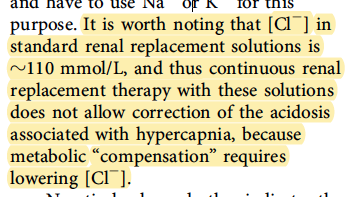 and have to use Na or K for this
purpose. It is worth noting that [Cl⁻] in
standard renal replacement solutions is
~110 mmol/L, and thus continuous renal
replacement therapy with these solutions
does not allow correction of the acidosis
associated with hypercapnia, because
metabolic “compensation” requires
lowering [Cl⁻].